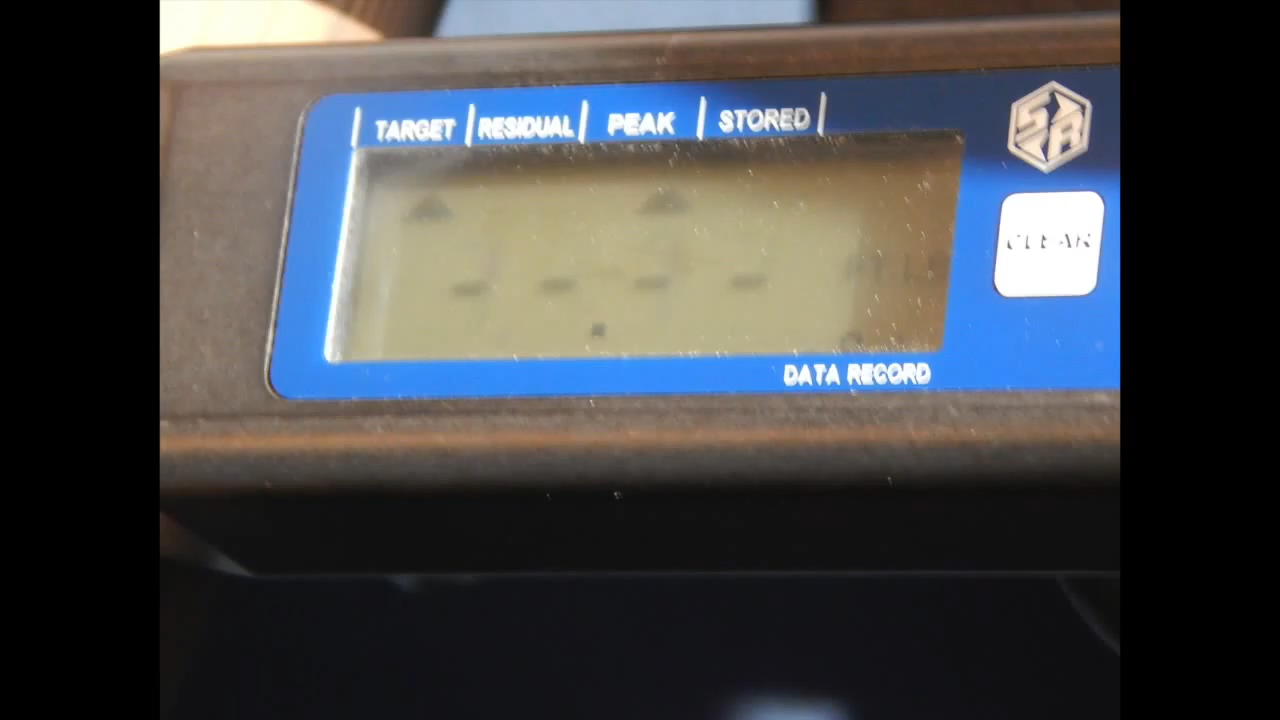 TARGET RESIDUAL PEAK STORED
CLEAR
- - - -
DATA RECORD